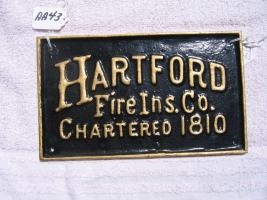 AA43
HARTFORD
Fire Ins. Co.
CHARTERED 1810